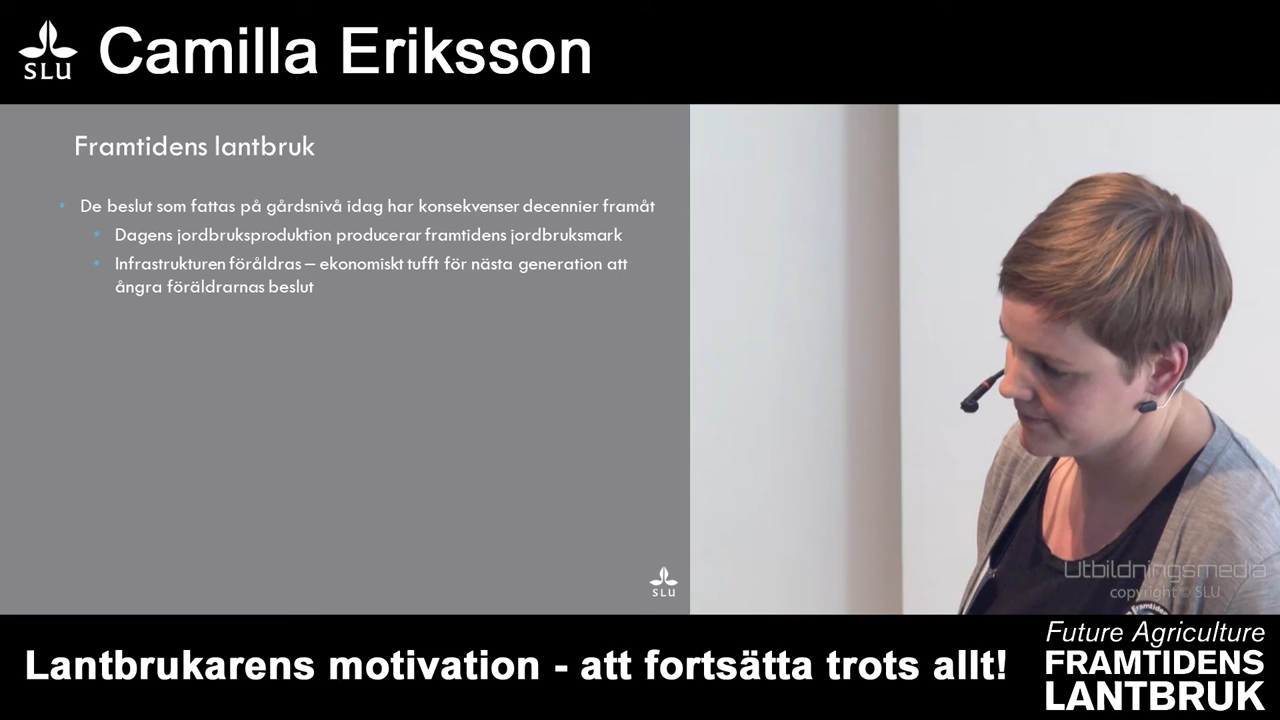 SLU
Camilla Eriksson
Framtidens lantbruk
De beslut som fattas på gårdsnivå idag har konsekvenser decennier framåt
Dagens jordbruksproduktion producerar framtidens jordbruksmark
Infrastrukturen föråldras – ekonomiskt tufft för nästa generation att
ångra föräldrarnas beslut
SLU
Utbildningsmedia
copyright © SLU
Framtidens
Lantbrukarens motivation - att fortsätta trots allt!
Future Agriculture
FRAMTIDENS
LANTBRUK